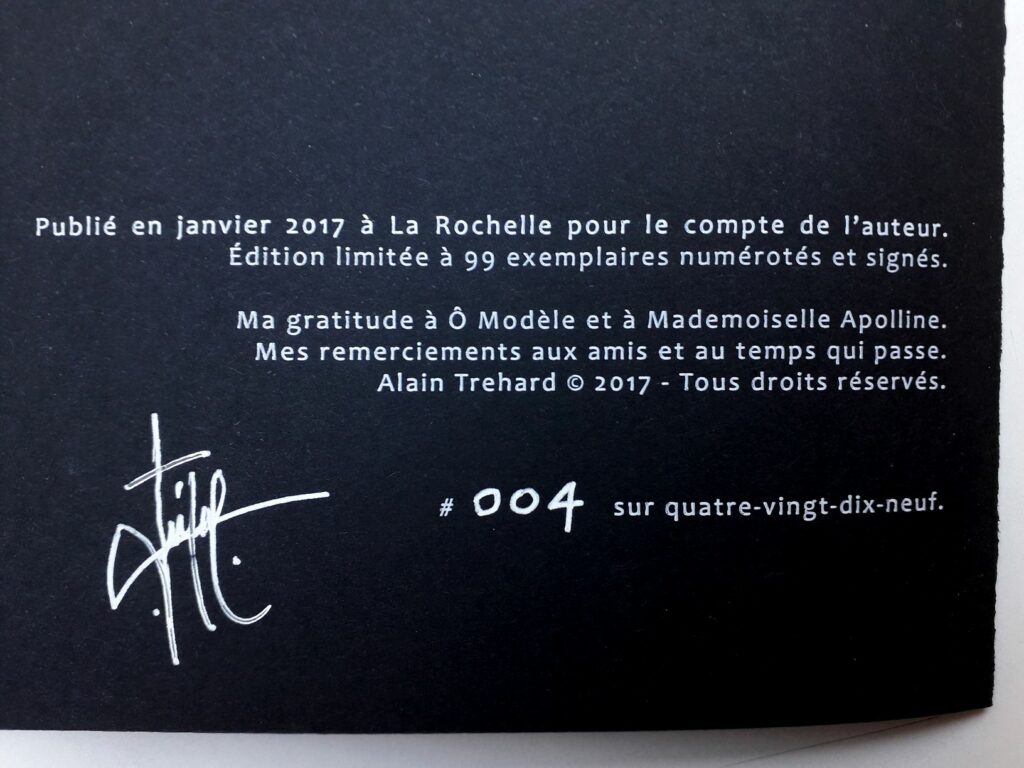 Publié en janvier 2017 à La Rochelle pour le compte de l'auteur.
Édition limitée à 99 exemplaires numérotés et signés.
Ma gratitude à Ô Modèle et à Mademoiselle Apolline.
Mes remerciements aux amis et au temps qui passe.
Alain Trehard © 2017 - Tous droits réservés.
# 004 sur quatre-vingt-dix-neuf.